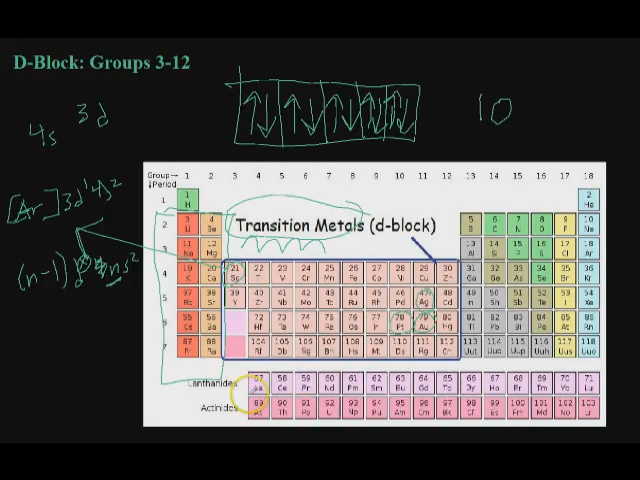 D-Block: Groups 3-12
4s 3d
10
[Ar]3d¹4s²
(n-1)d ns²
Group→ 1 2 3 4 5 6 7 8 9 10 11 12 13 14 15 16 17 18
↓Period
1 1 H 2 He
Transition Metals (d-block)
2 3 Li 4 Be 5 B 6 C 7 N 8 O 9 F 10 Ne
3 11 Na 12 Mg 13 Al 14 Si 15 P 16 S 17 Cl 18 Ar
4 19 K 20 Ca 21 Sc 22 Ti 23 V 24 Cr 25 Mn 26 Fe 27 Co 28 Ni 29 Cu 30 Zn 31 Ga 32 Ge 33 As 34 Se 35 Br 36 Kr
5 37 Rb 38 Sr 39 Y 40 Zr 41 Nb 42 Mo 43 Tc 44 Ru 45 Rh 46 Pd 47 Ag 48 Cd 49 In 50 Sn 51 Sb 52 Te 53 I 54 Xe
6 55 Cs 56 Ba 72 Hf 73 Ta 74 W 75 Re 76 Os 77 Ir 78 Pt 79 Au 80 Hg 81 Tl 82 Pb 83 Bi 84 Po 85 At 86 Rn
7 87 Fr 88 Ra 104 Rf 105 Db 106 Sg 107 Bh 108 Hs 109 Mt 110 Ds 111 Rg 112 Cn 113 Uut 114 Uuq 115 Uup 116 Uuh 117 Uus 118 Uuo
Lanthanides 57 La 58 Ce 59 Pr 60 Nd 61 Pm 62 Sm 63 Eu 64 Gd 65 Tb 66 Dy 67 Ho 68 Er 69 Tm 70 Yb 71 Lu
Actinides 89 Ac 90 Th 91 Pa 92 U 93 Np 94 Pu 95 Am 96 Cm 97 Bk 98 Cf 99 Es 100 Fm 101 Md 102 No 103 Lr